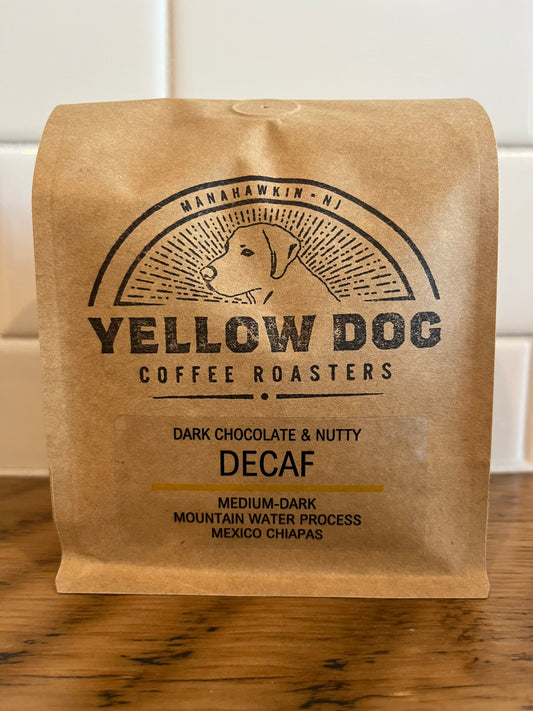 MANAHAWKIN - NJ
YELLOW DOG
COFFEE ROASTERS
DARK CHOCOLATE & NUTTY
DECAF
MEDIUM-DARK
MOUNTAIN WATER PROCESS
MEXICO CHIAPAS